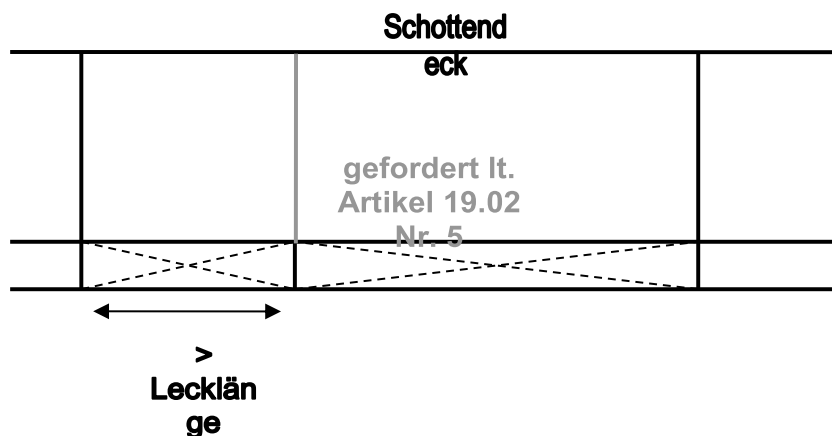 Schottend
eck
gefordert lt.
Artikel 19.02
Nr. 5
>
Lecklän
ge